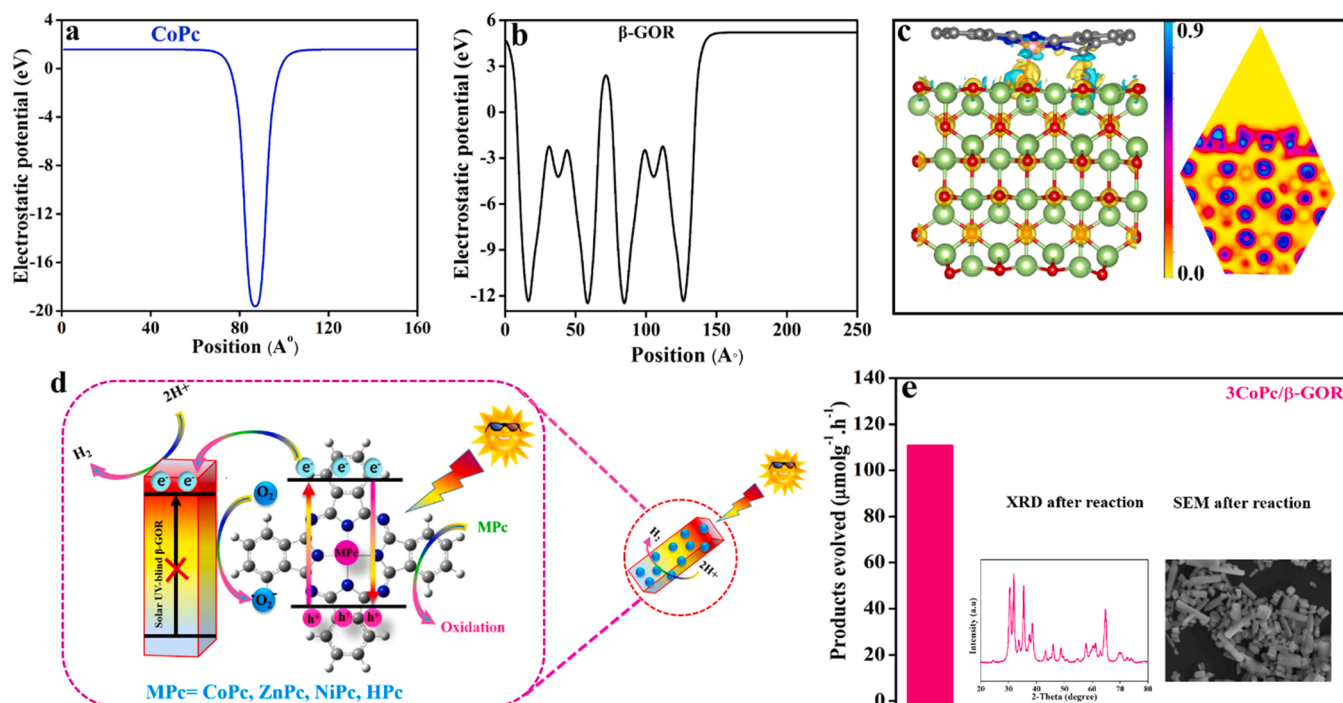 a
CoPc
Electrostatic potential (eV)
4
0
-4
-8
-12
-16
-20
0
40
80
120
160
Position (A°)
b
β-GOR
Electrostatic potential (eV)
6
3
0
-3
-6
-9
-12
0
50
100
150
200
250
Position (A°)
c
0.9
0.0
d
2H+
H2
e-
e-
e-
e-
e-
Solar UV-blind β-GOR
O2
·O2-
MPc
MPc
h+
h+
h+
Oxidation
MPc= CoPc, ZnPc, NiPc, HPc
H2
2H+
e
3CoPc/β-GOR
Products evolved (μmolg-1.h-1)
140
120
100
80
60
40
20
0
XRD after reaction
SEM after reaction
Intensity (a.u)
20
30
40
50
60
70
80
2-Theta (degree)